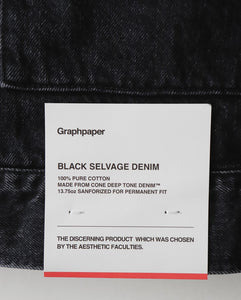 Graphpaper
BLACK SELVAGE DENIM
100% PURE COTTON
MADE FROM CONE DEEP TONE DENIM™
13.75oz SANFORIZED FOR PERMANENT FIT
THE DISCERNING PRODUCT WHICH WAS CHOSEN
BY THE AESTHETIC FACULTIES.